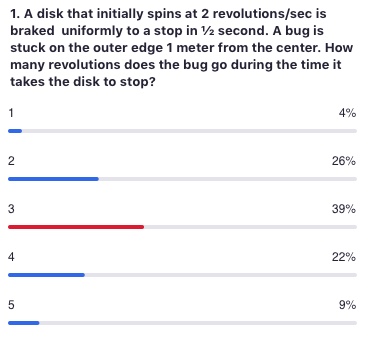 1. A disk that initially spins at 2 revolutions/sec is
braked uniformly to a stop in ½ second. A bug is
stuck on the outer edge 1 meter from the center. How
many revolutions does the bug go during the time it
takes the disk to stop?
1 4%
2 26%
3 39%
4 22%
5 9%